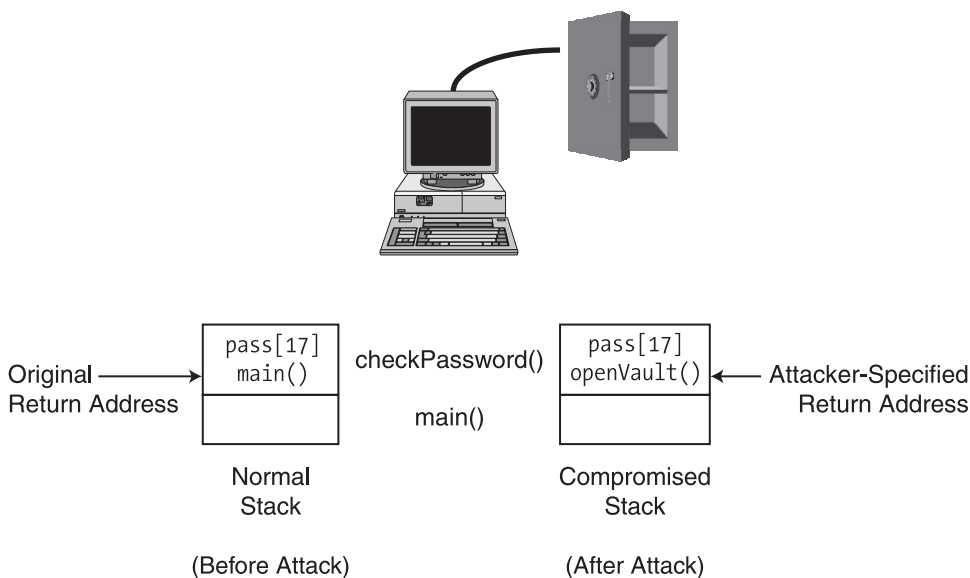 pass[17]
main()
Original
Return Address
checkPassword()
main()
pass[17]
openVault()
Attacker-Specified
Return Address
Normal
Stack
Compromised
Stack
(Before Attack)
(After Attack)